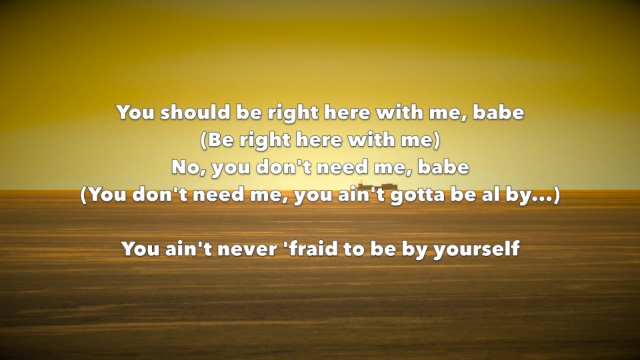 You should be right here with me, babe
(Be right here with me)
No, you don't need me, babe
(You don't need me, you ain't gotta be al by...)
You ain't never 'fraid to be by yourself